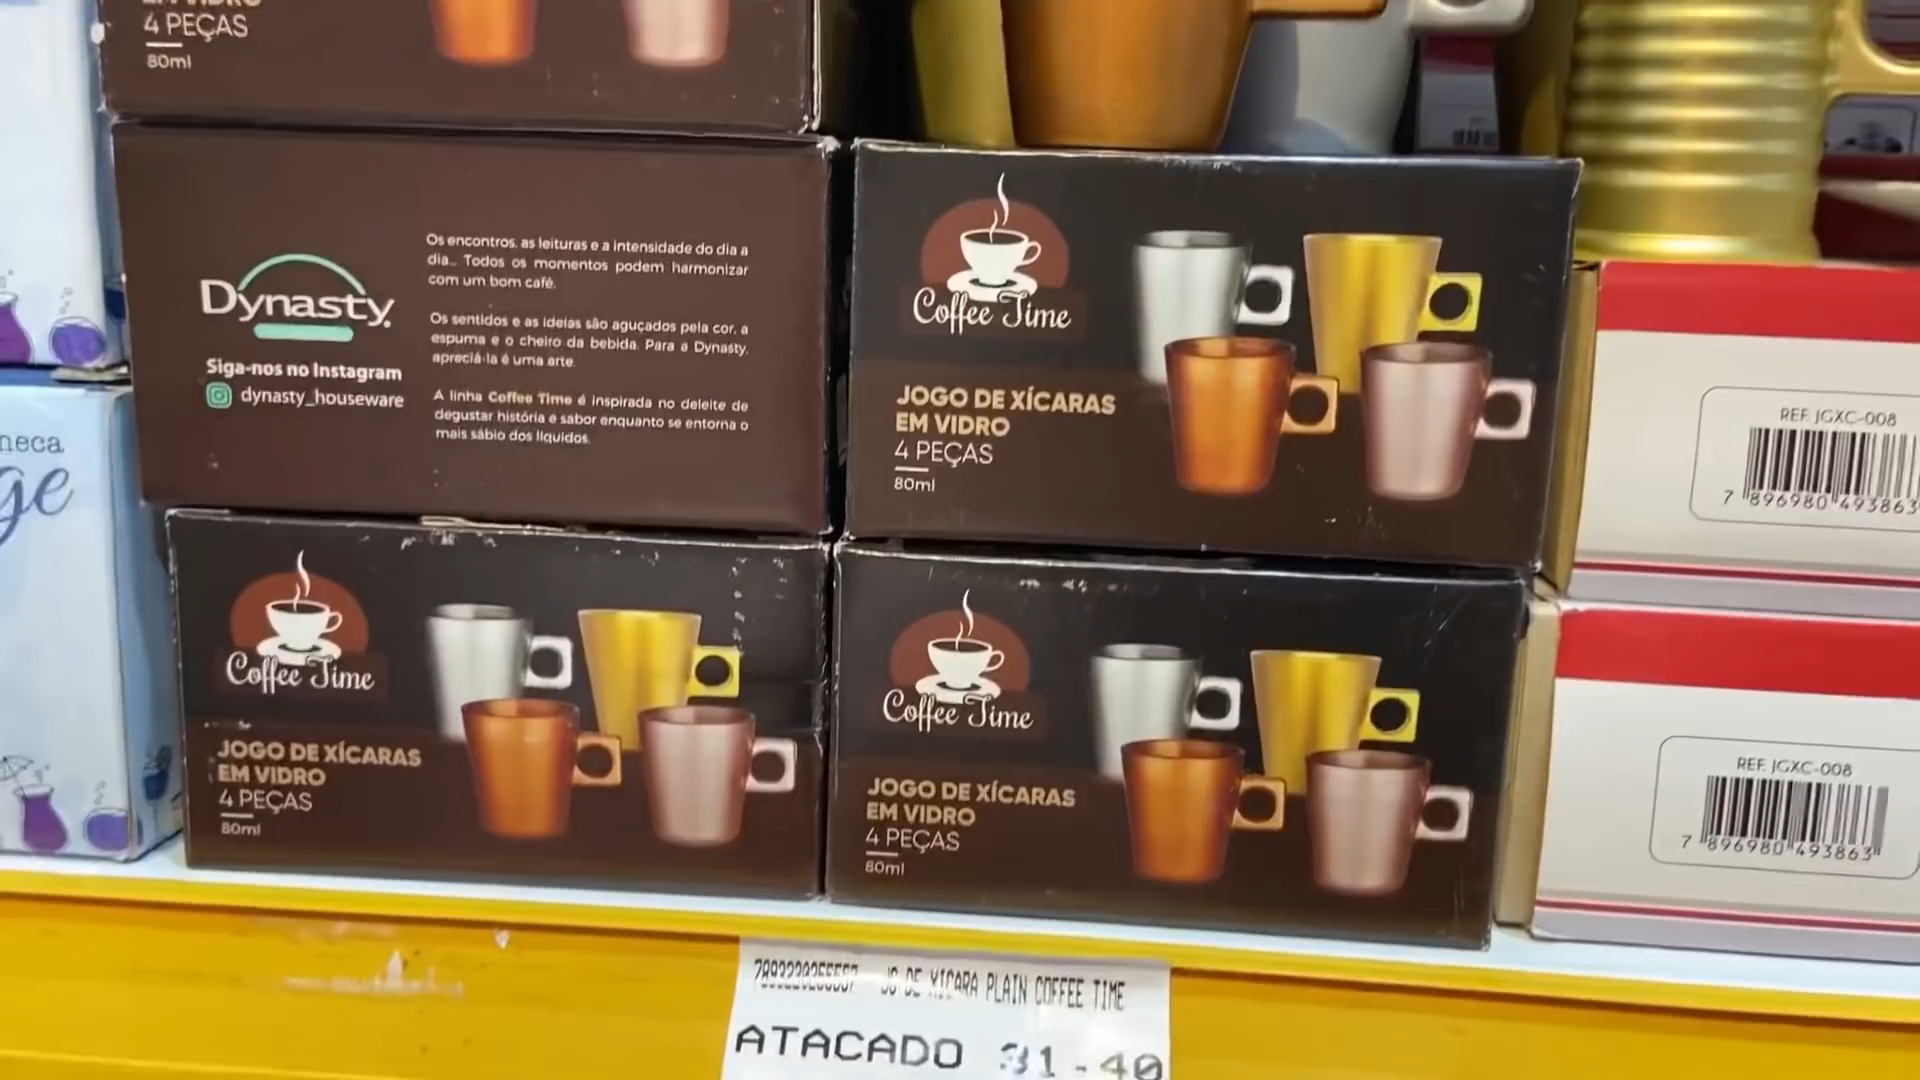 4 PEÇAS
80ml
Dynasty
Siga-nos no Instagram
dynasty_houseware
Os encontros, as leituras e a intensidade do dia a
dia... Todos os momentos podem harmonizar
com um bom café.
Os sentidos e as ideias são aguçados pela cor, a
espuma e o cheiro da bebida. Para a Dynasty,
apreciá-la é uma arte.
A linha Coffee Time é inspirada no deleite de
degustar história e sabor enquanto se entorna o
mais sábio dos líquidos.
Coffee Time
JOGO DE XÍCARAS
EM VIDRO
4 PEÇAS
80ml
REF. JGXC-008
7 896980 493863
neca
ge
Coffee Time
JOGO DE XÍCARAS
EM VIDRO
4 PEÇAS
80ml
Coffee Time
JOGO DE XÍCARAS
EM VIDRO
4 PEÇAS
80ml
REF. JGXC-008
7 896980 493863
JG DE XICARA PLAIN COFFEE TIME
ATACADO 31-40